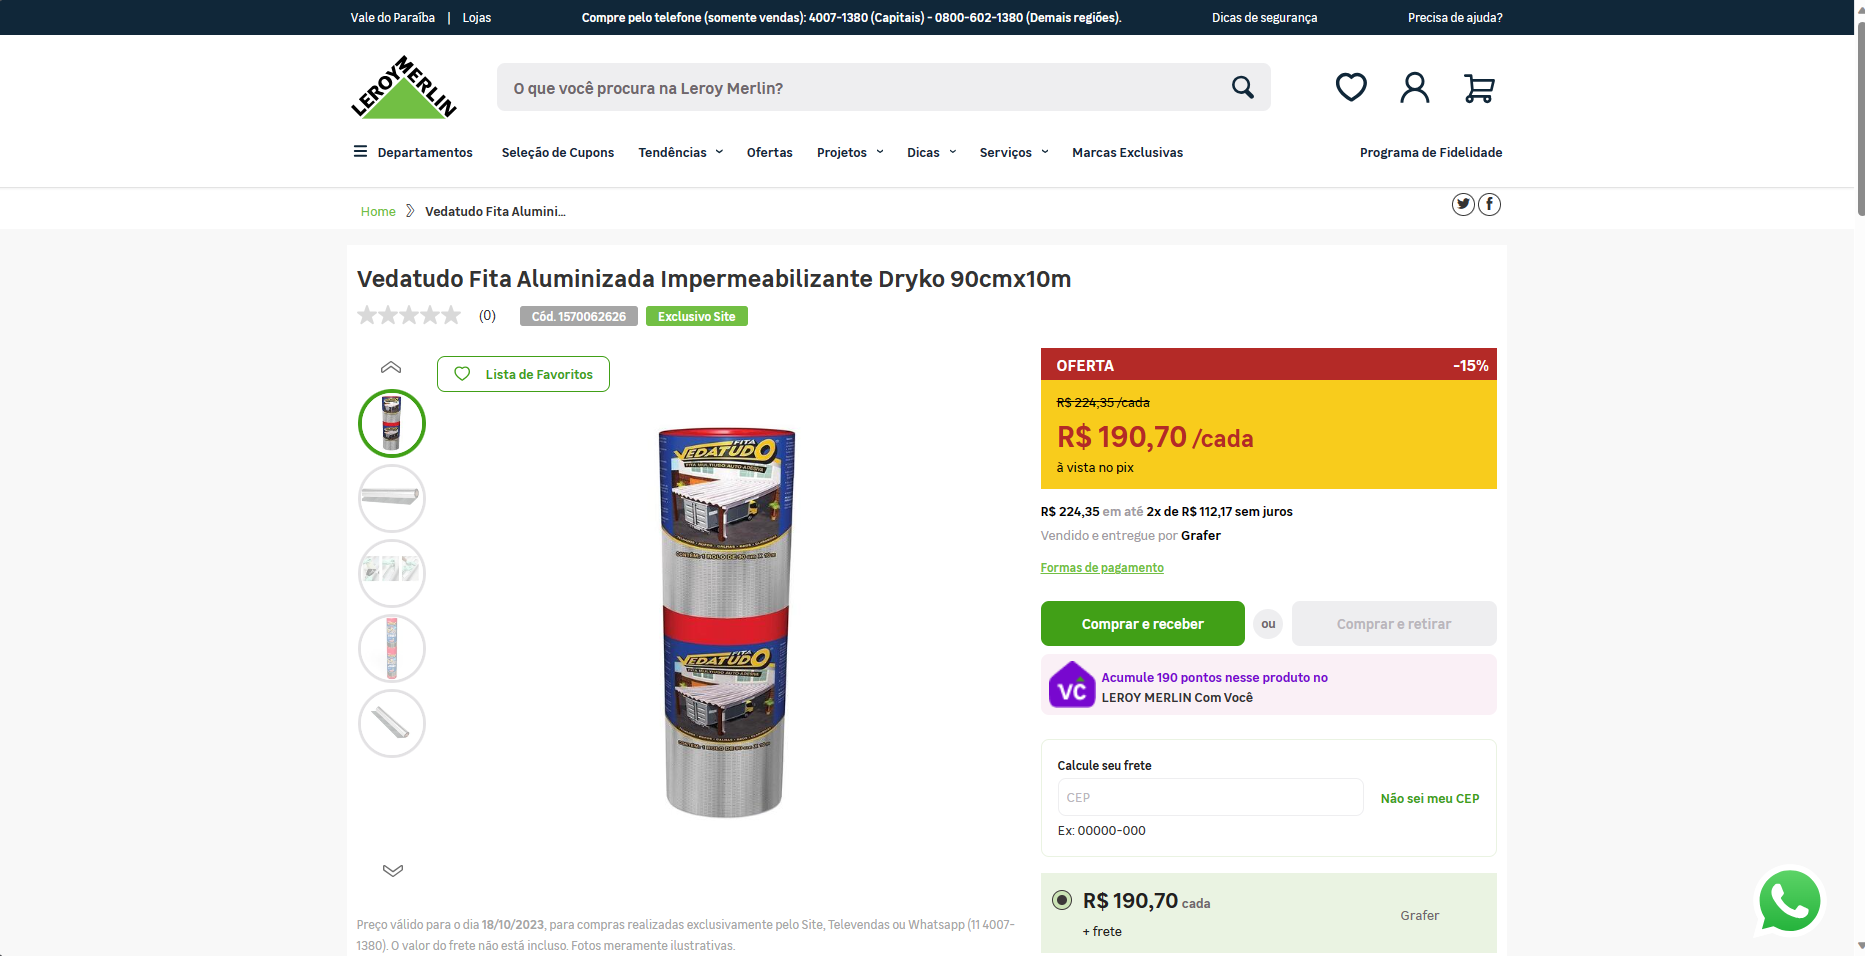 Vale do Paraíba | Lojas
Compre pelo telefone (somente vendas): 4007-1380 (Capitais) - 0800-602-1380 (Demais regiões).
Dicas de segurança
Precisa de ajuda?
LEROY MERLIN
O que você procura na Leroy Merlin?
Departamentos
Seleção de Cupons
Tendências
Ofertas
Projetos
Dicas
Serviços
Marcas Exclusivas
Programa de Fidelidade
Home
Vedatudo Fita Alumini...
Vedatudo Fita Aluminizada Impermeabilizante Dryko 90cmx10m
(0)
Cód. 1570062626
Exclusivo Site
Lista de Favoritos
FITA
VEDATUDO
FITA MULTIUSO AUTO ADESIVA
FITA
VEDATUDO
OFERTA
-15%
R$ 224,35 /cada
R$ 190,70 /cada
à vista no pix
R$ 224,35 em até 2x de R$ 112,17 sem juros
Vendido e entregue por Grafer
Formas de pagamento
Comprar e receber
ou
Comprar e retirar
VC
Acumule 190 pontos nesse produto no
LEROY MERLIN Com Você
Calcule seu frete
CEP
Não sei meu CEP
Ex: 00000-000
R$ 190,70 cada
+ frete
Grafer
Preço válido para o dia 18/10/2023, para compras realizadas exclusivamente pelo Site, Televendas ou Whatsapp (11 4007-
1380). O valor do frete não está incluso. Fotos meramente ilustrativas.